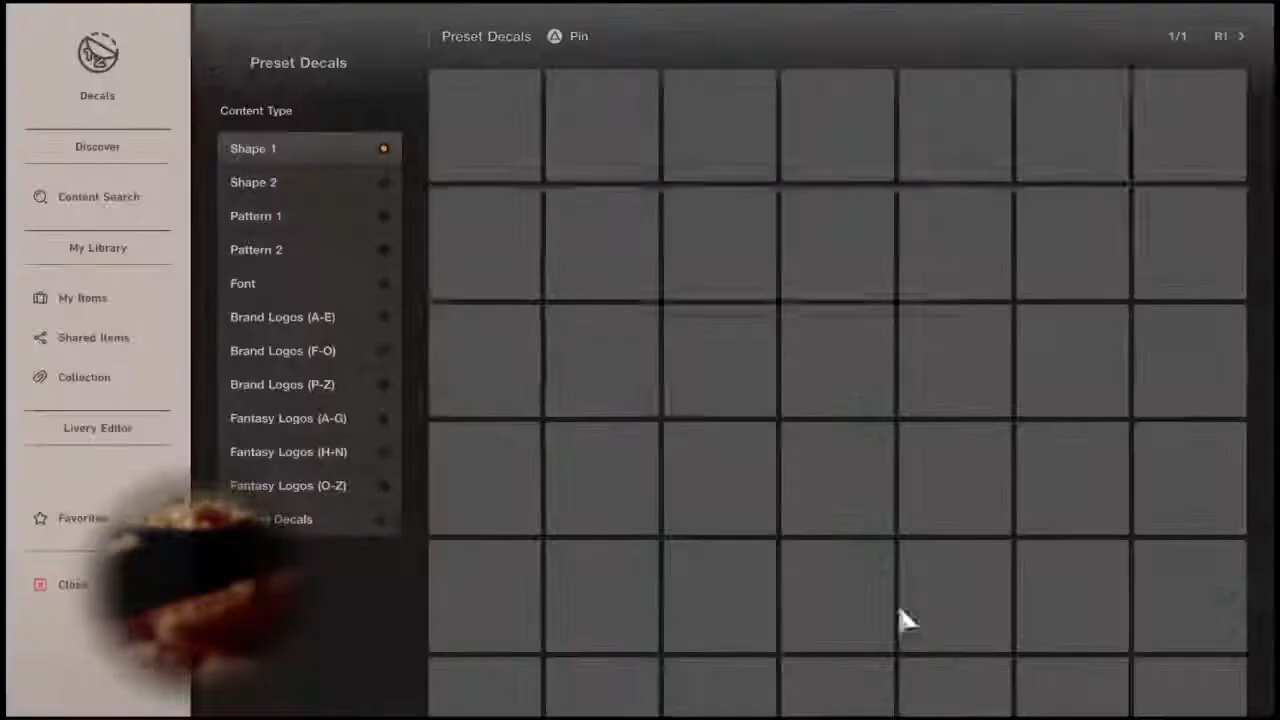 Decals
Discover
Content Search
My Library
My Items
Shared Items
Collection
Livery Editor
Favorites
Close
Preset Decals
Content Type
Shape 1
Shape 2
Pattern 1
Pattern 2
Font
Brand Logos (A-E)
Brand Logos (F-O)
Brand Logos (P-Z)
Fantasy Logos (A-G)
Fantasy Logos (H-N)
Fantasy Logos (O-Z)
Decals
Preset Decals Pin
1/1 R1